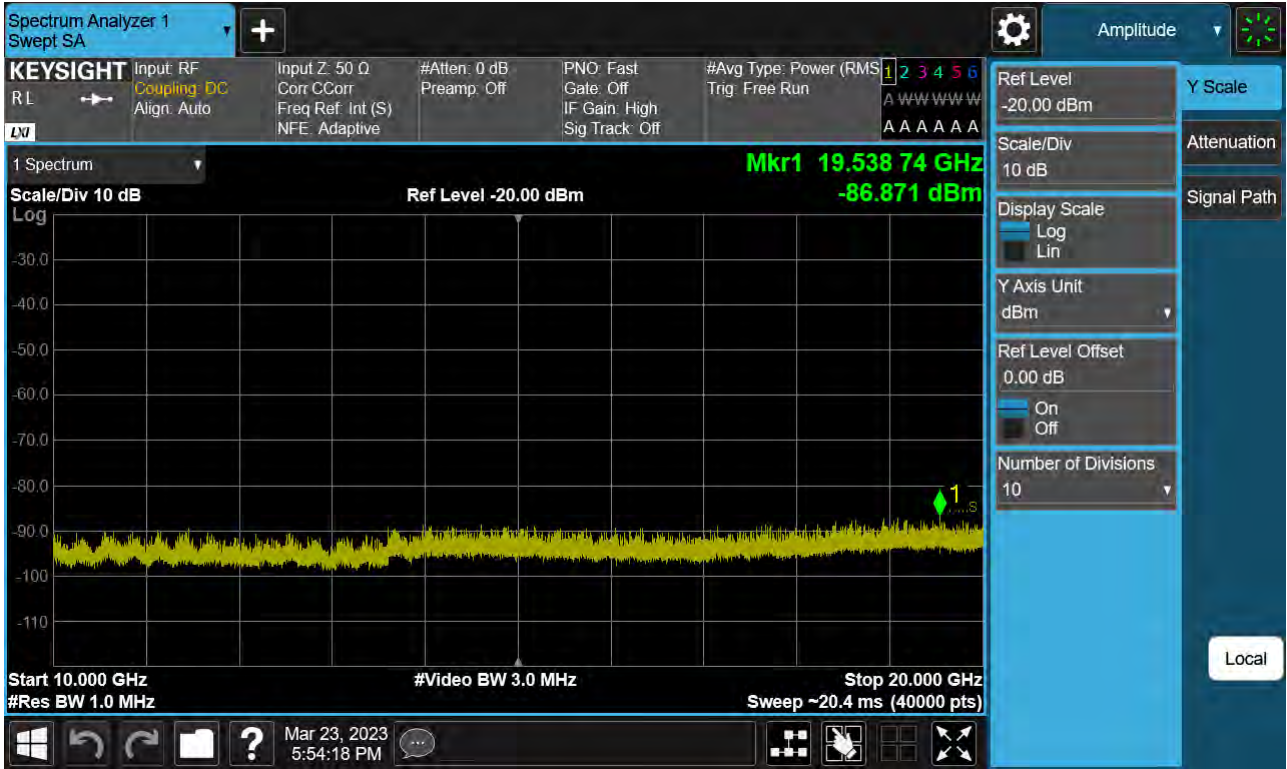 Spectrum Analyzer 1
Swept SA
Amplitude
KEYSIGHT
RL
LXI
Input: RF
Coupling: DC
Align: Auto
Input Z: 50 Ω
Corr CCorr
Freq Ref: Int (S)
NFE: Adaptive
#Atten: 0 dB
Preamp: Off
PNO: Fast
Gate: Off
IF Gain: High
Sig Track: Off
#Avg Type: Power (RMS
Trig: Free Run
1 2 3 4 5 6
A W W W W W
A A A A A A
1 Spectrum
Scale/Div 10 dB
Ref Level -20.00 dBm
Mkr1 19.538 74 GHz
-86.871 dBm
Log
-30.0
-40.0
-50.0
-60.0
-70.0
-80.0
-90.0
-100
-110
1
Start 10.000 GHz
#Res BW 1.0 MHz
#Video BW 3.0 MHz
Stop 20.000 GHz
Sweep ~20.4 ms (40000 pts)
Ref Level
-20.00 dBm
Scale/Div
10 dB
Display Scale
Log
Lin
Y Axis Unit
dBm
Ref Level Offset
0.00 dB
On
Off
Number of Divisions
10
Y Scale
Attenuation
Signal Path
Local
?
Mar 23, 2023
5:54:18 PM